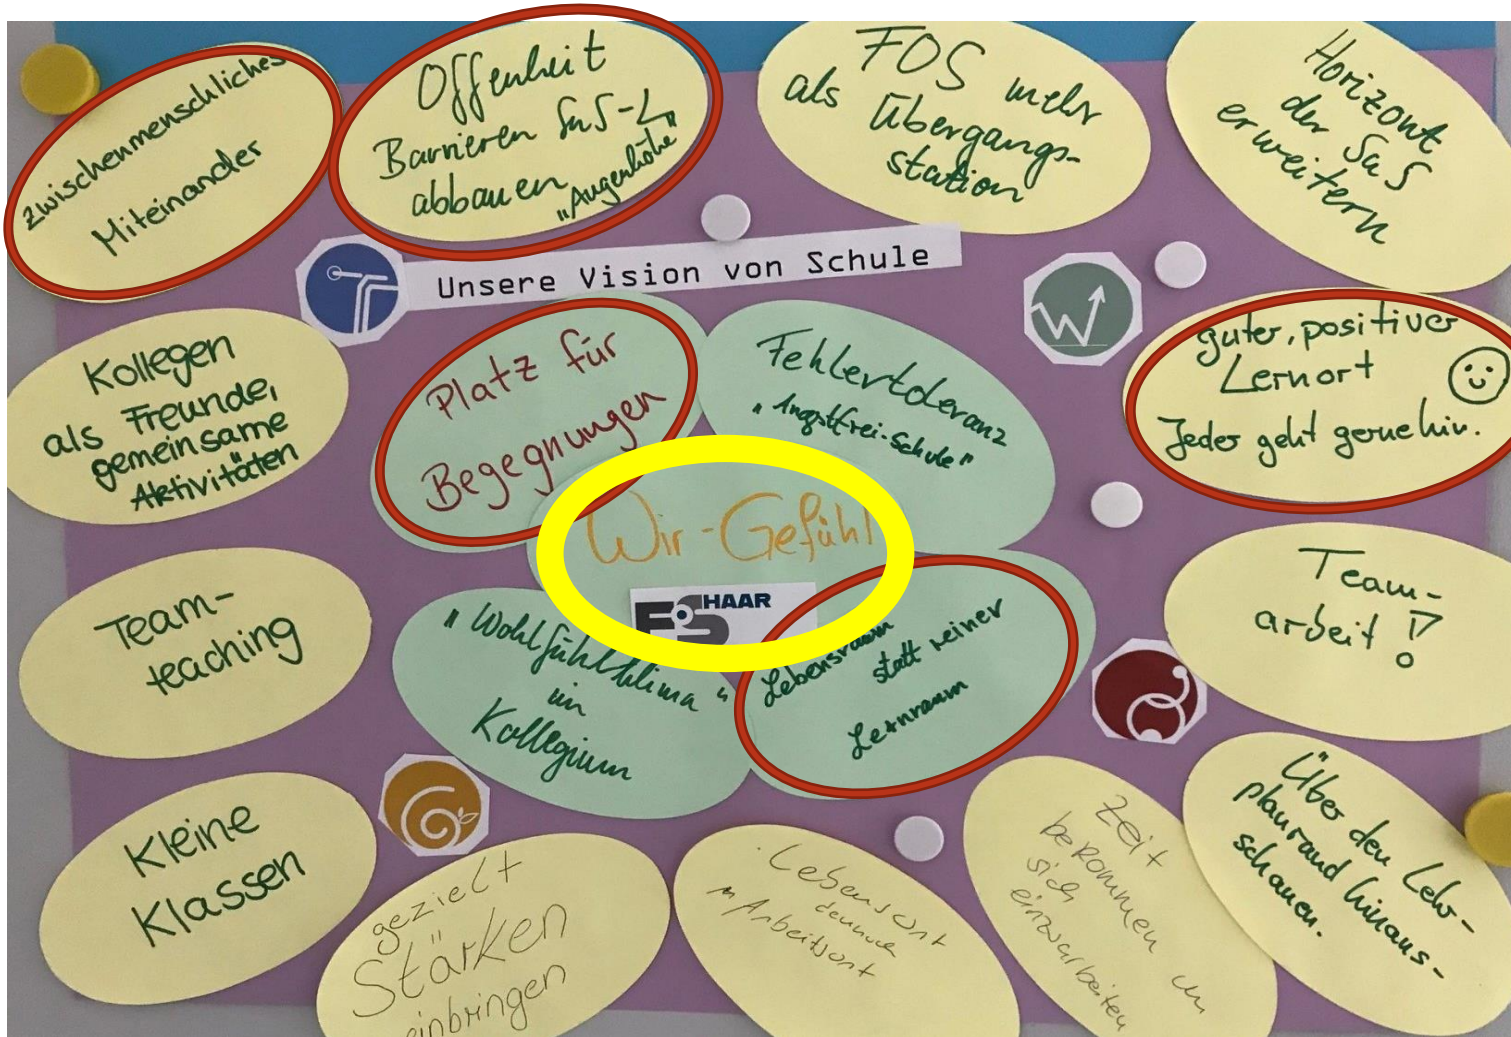 zwischenmenschliches
Miteinander
Offenheit
Barrieren SuS-L
abbauen „Augenhöhe"
FOS mehr
als Übergangs-
station
Horizont
der SuS
erweitern
Unsere Vision von Schule
Kollegen
als Freunde,
gemeinsame
Aktivitäten
Platz für
Begegnungen
Fehlertoleranz
„Angstfrei-Schule"
guter, positiver
Lernort
Jeder geht gerne hin.
Wir-Gefühl
HAAR
Team-
teaching
„Wohlfühlklima"
im
Kollegium
Lebensraum
statt reiner
Lernraum
Team-
arbeit!
Kleine
Klassen
gezielt
Stärken
einbringen
Lebensort
Arbeitsort
Zeit
bekommen um
sich
einzuarbeiten
Über den Lehr-
planrand hinaus-
schauen.